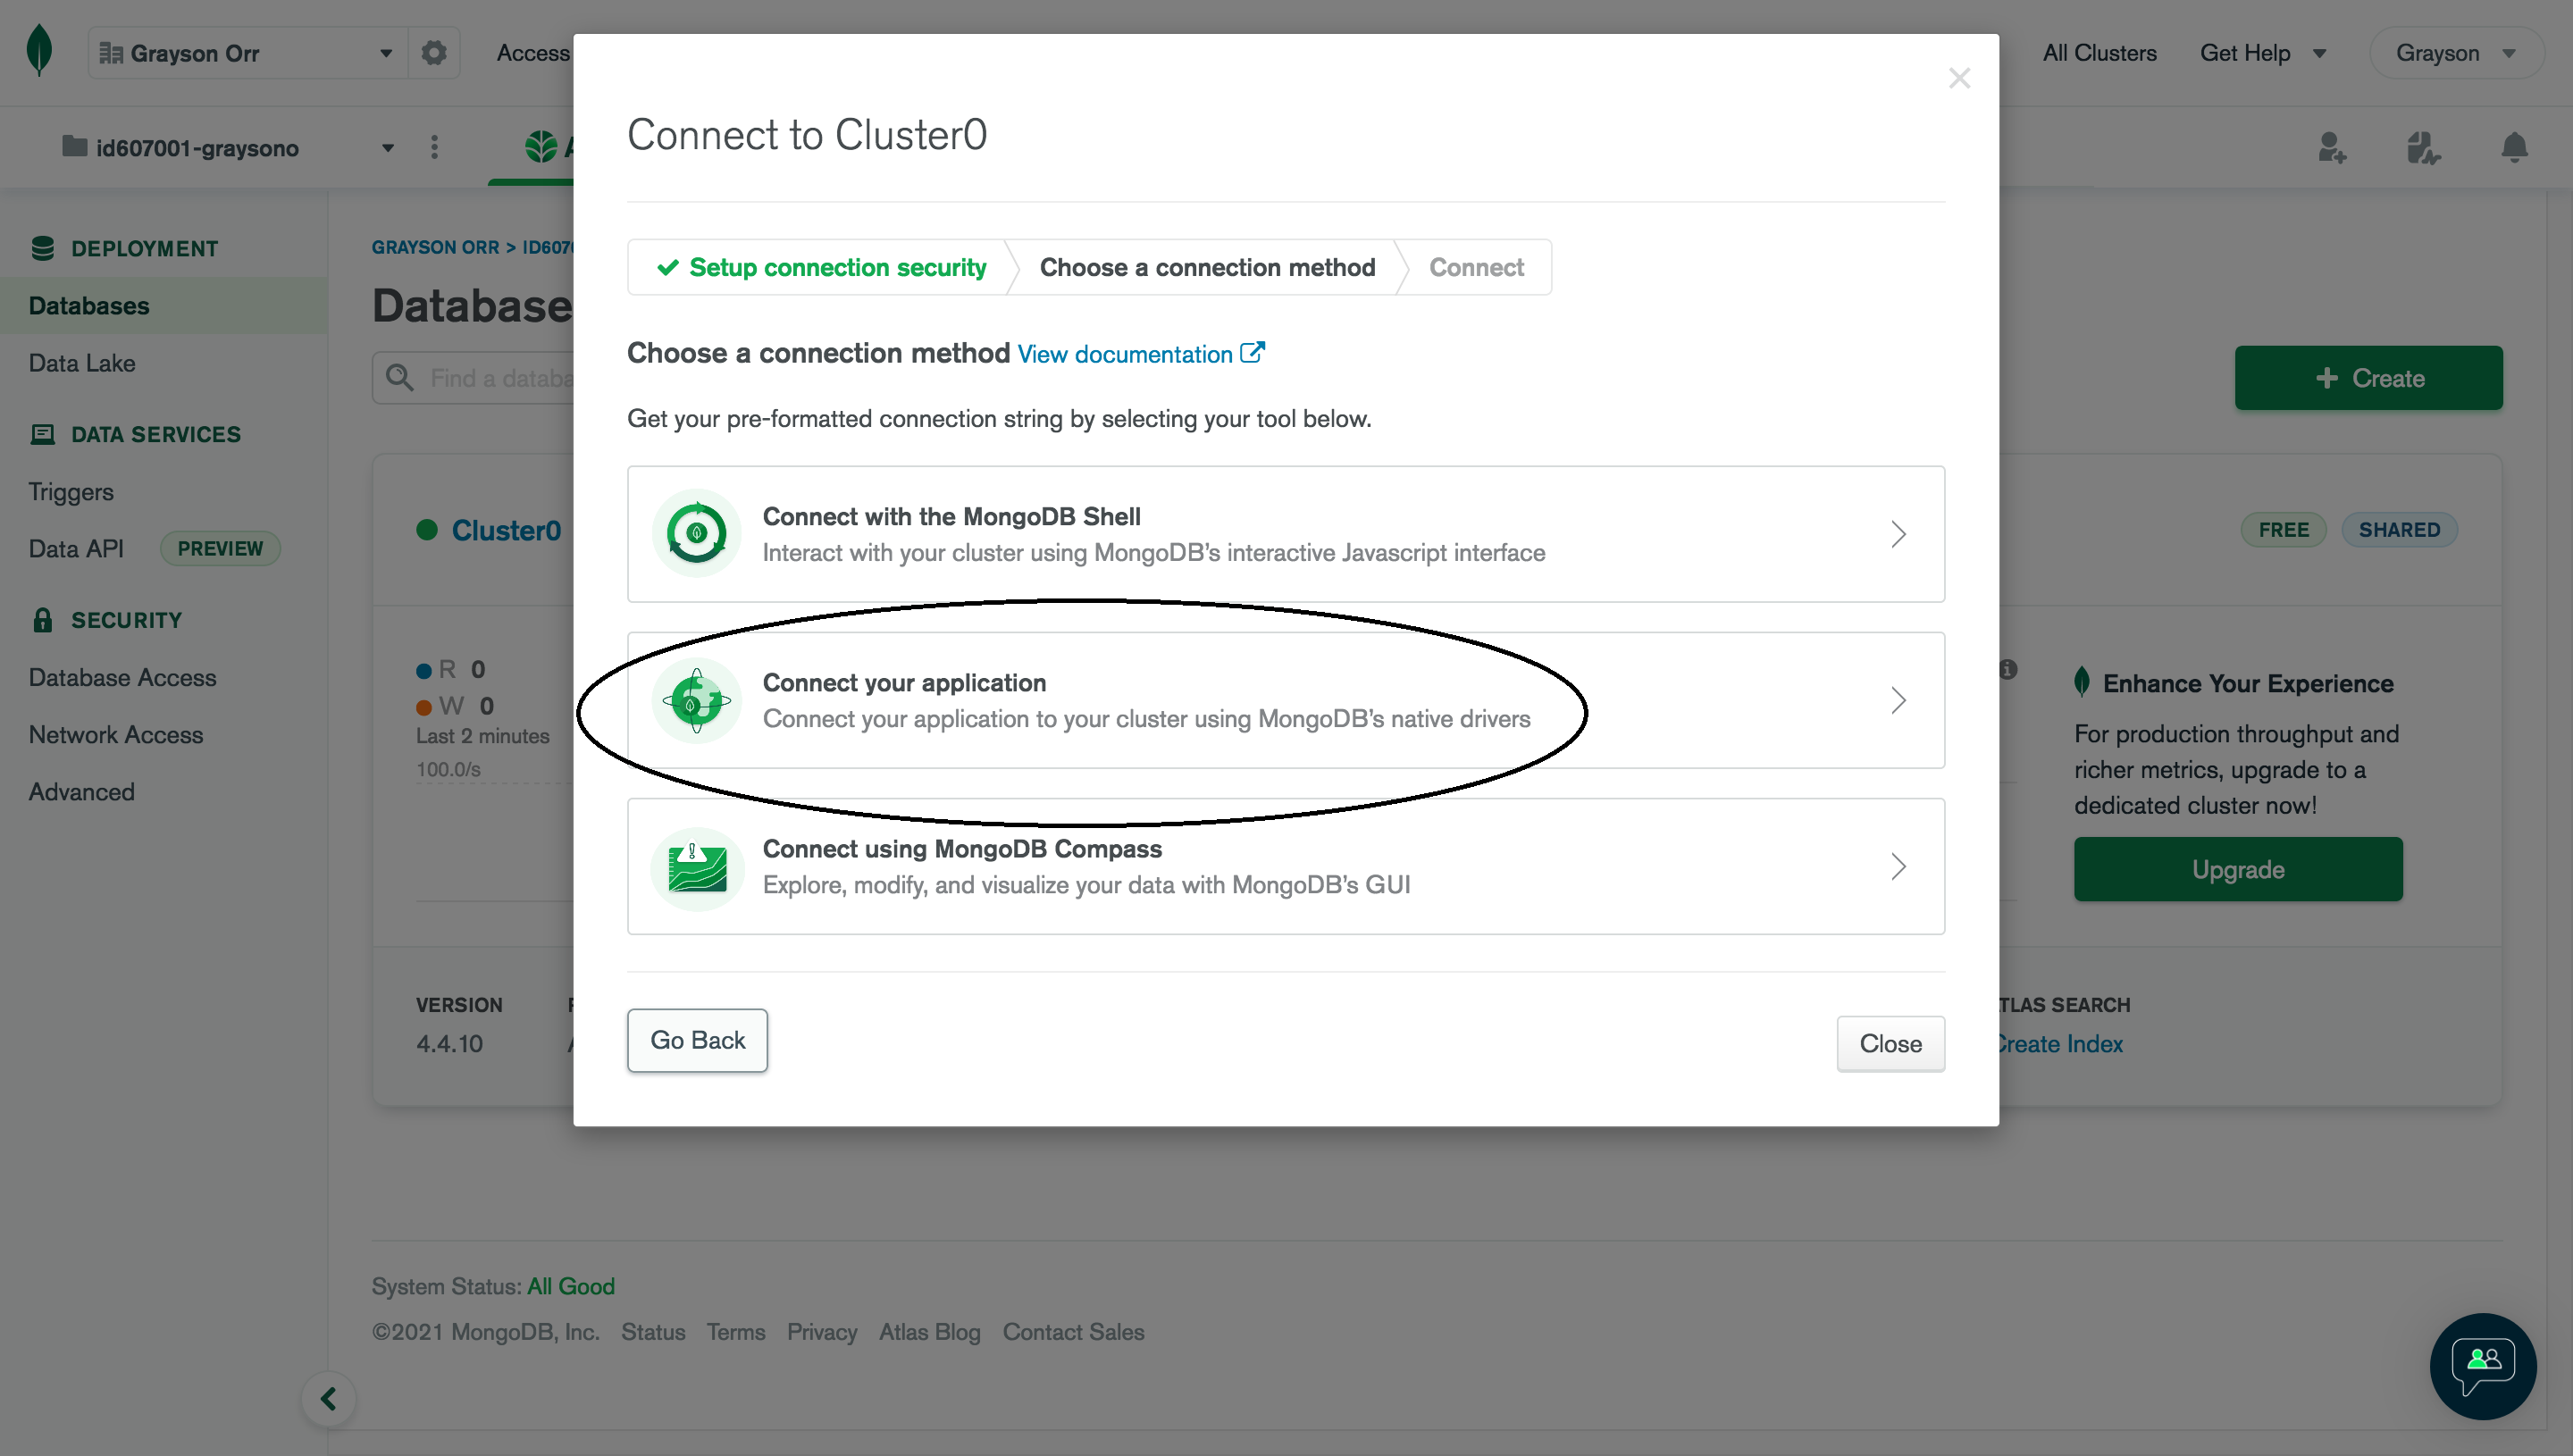 Grayson Orr
Access
All Clusters
Get Help
Grayson
id607001-graysono
DEPLOYMENT
Databases
Data Lake
DATA SERVICES
Triggers
Data API
PREVIEW
SECURITY
Database Access
Network Access
Advanced
GRAYSON ORR > ID607
Database
Find a databa
Create
Cluster0
FREE
SHARED
R 0
W 0
Last 2 minutes
100.0/s
VERSION
4.4.10
Connect to Cluster0
Setup connection security
Choose a connection method
Connect
Choose a connection method View documentation
Get your pre-formatted connection string by selecting your tool below.
Connect with the MongoDB Shell
Interact with your cluster using MongoDB's interactive Javascript interface
Connect your application
Connect your application to your cluster using MongoDB's native drivers
Connect using MongoDB Compass
Explore, modify, and visualize your data with MongoDB's GUI
Go Back
Close
Enhance Your Experience
For production throughput and
richer metrics, upgrade to a
dedicated cluster now!
Upgrade
TLAS SEARCH
Create Index
System Status: All Good
©2021 MongoDB, Inc. Status Terms Privacy Atlas Blog Contact Sales